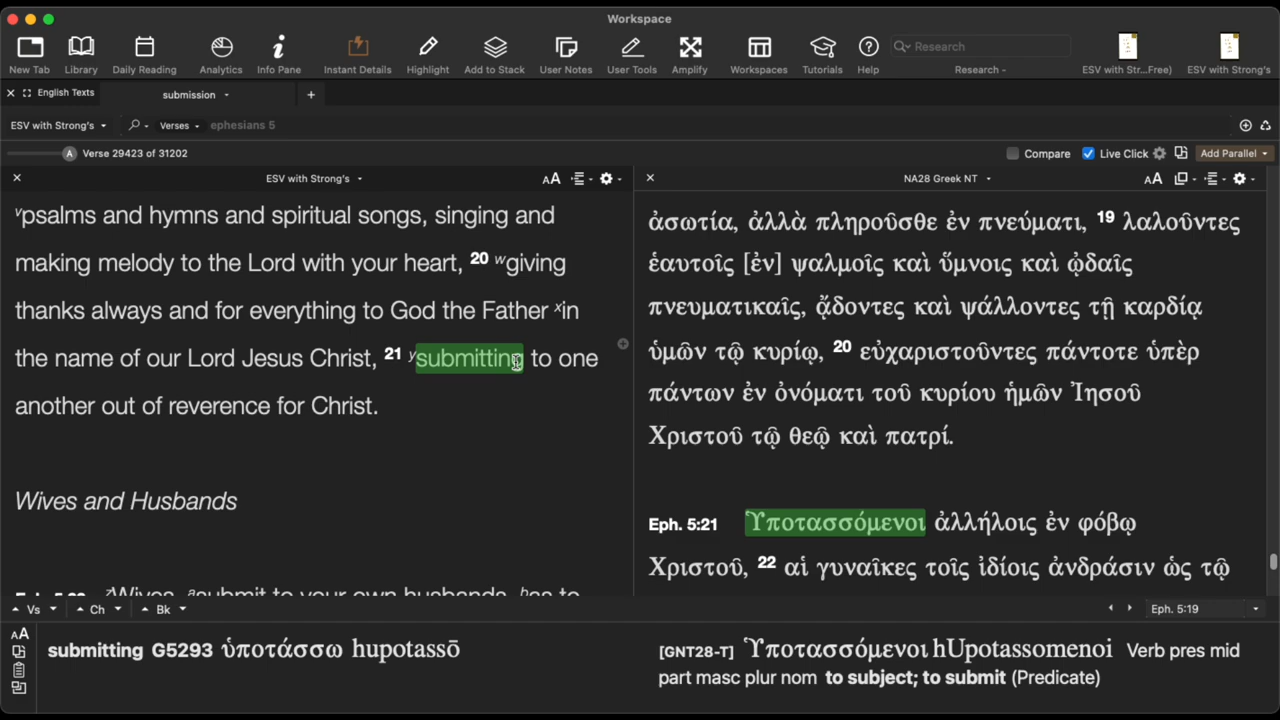 Workspace
New Tab Library Daily Reading Analytics Info Pane Instant Details Highlight Add to Stack User Notes User Tools Amplify Workspaces Tutorials Help Research Research ESV with Str...Free) ESV with Strong's
English Texts submission
ESV with Strong's Verses ephesians 5
A Verse 29423 of 31202 Compare Live Click Add Parallel
ESV with Strong's
ᵛpsalms and hymns and spiritual songs, singing and
making melody to the Lord with your heart, 20 ʷgiving
thanks always and for everything to God the Father ˣin
the name of our Lord Jesus Christ, 21 ʸsubmitting to one
another out of reverence for Christ.
Wives and Husbands
NA28 Greek NT
ἀσωτία, ἀλλὰ πληροῦσθε ἐν πνεύματι, 19 λαλοῦντες
ἑαυτοῖς [ἐν] ψαλμοῖς καὶ ὕμνοις καὶ ᾠδαῖς
πνευματικαῖς, ᾄδοντες καὶ ψάλλοντες τῇ καρδίᾳ
ὑμῶν τῷ κυρίῳ, 20 εὐχαριστοῦντες πάντοτε ὑπὲρ
πάντων ἐν ὀνόματι τοῦ κυρίου ἡμῶν Ἰησοῦ
Χριστοῦ τῷ θεῷ καὶ πατρί.
Eph. 5:21 Ὑποτασσόμενοι ἀλλήλοις ἐν φόβῳ
Χριστοῦ, 22 αἱ γυναῖκες τοῖς ἰδίοις ἀνδράσιν ὡς τῷ
Vs Ch Bk Eph. 5:19
submitting G5293 ὑποτάσσω hupotassō
[GNT28-T] Ὑποτασσόμενοι hUpotassomenoi Verb pres mid
part masc plur nom to subject; to submit (Predicate)